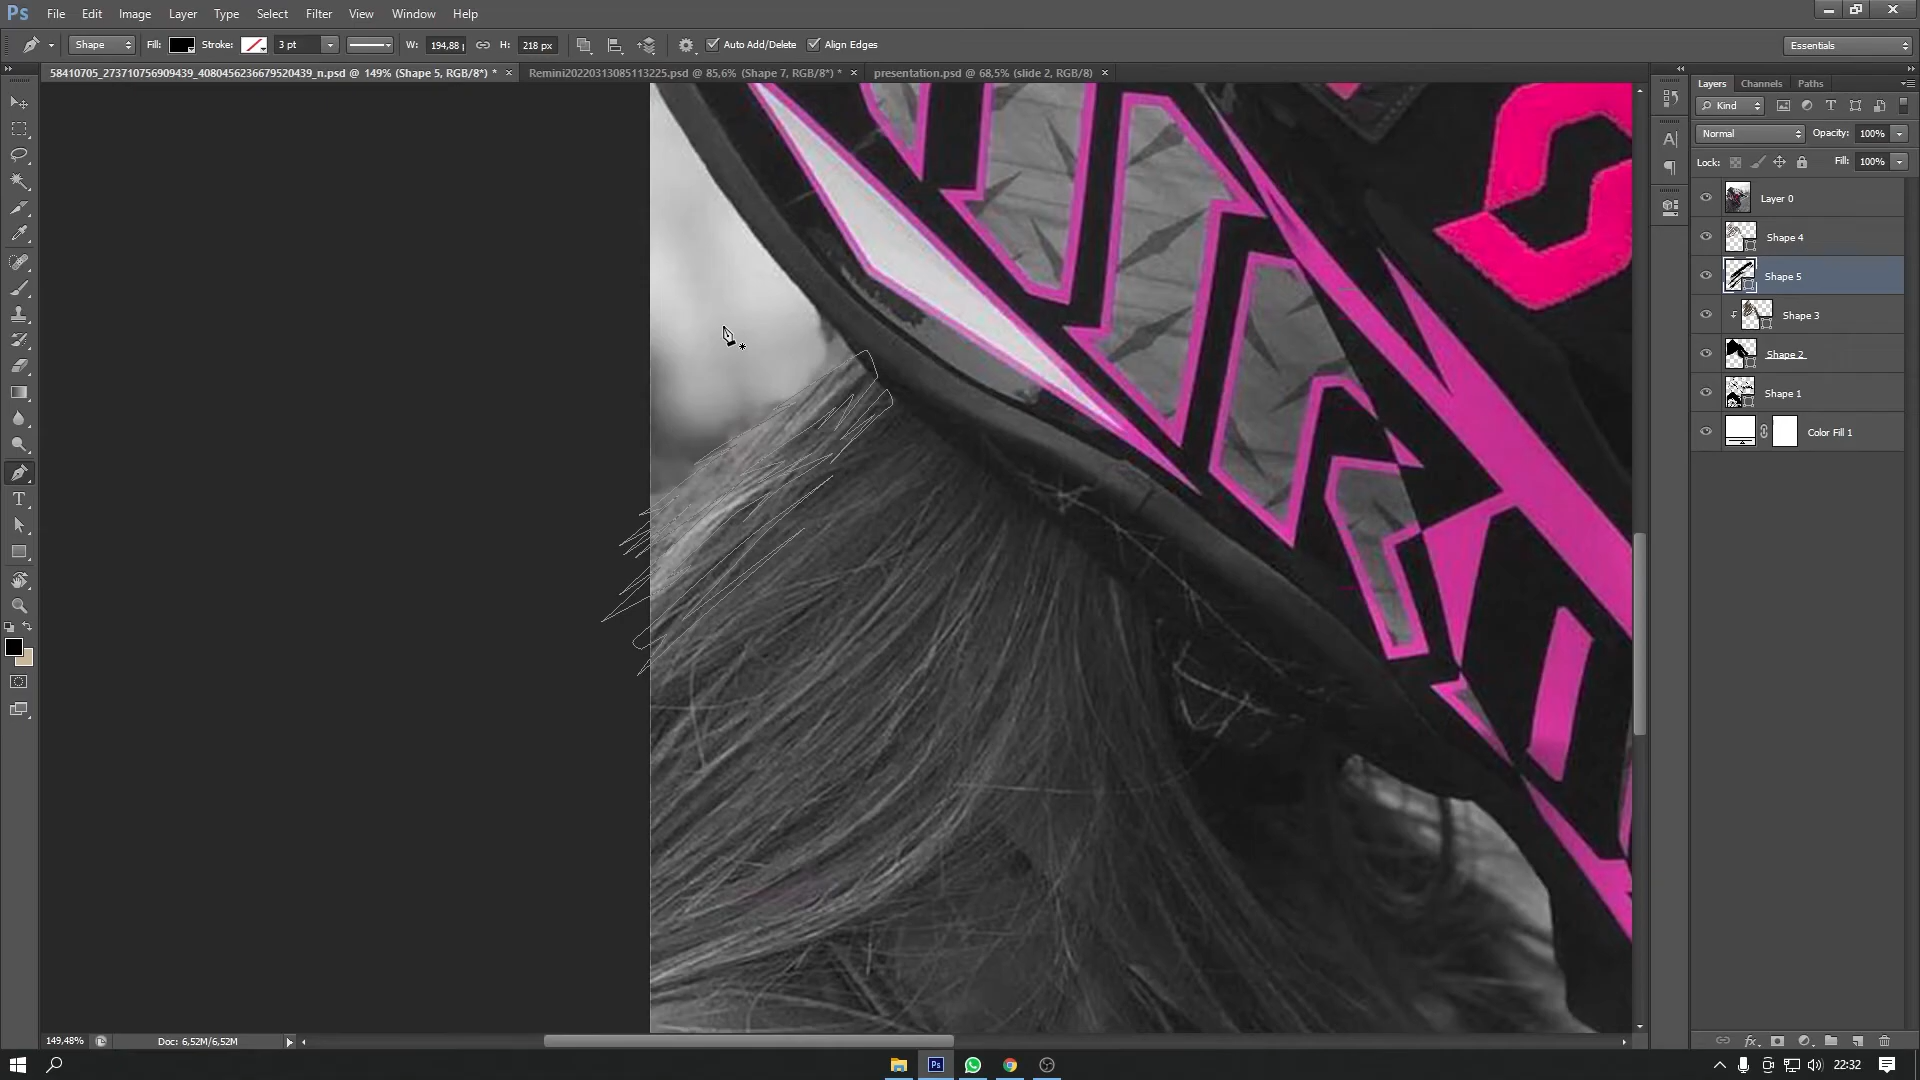 Ps File Edit Image Layer Type Select Filter View Window Help
Shape Fill: Stroke: 3 pt W: 194,88 H: 218 px Auto Add/Delete Align Edges Essentials
58410705_273710756909439_4080456236679520439_n.psd @ 149% (Shape 5, RGB/8*) * × Remini20220313085113225.psd @ 85,6% (Shape 7, RGB/8*) * × presentation.psd @ 68,5% (slide 2, RGB/8) ×
Layers Channels Paths
Kind
Normal Opacity: 100%
Lock: Fill: 100%
Layer 0
Shape 4
Shape 5
Shape 3
Shape 2
Shape 1
Color Fill 1
149,48% Doc: 6,52M/6,52M
Ps 22:32